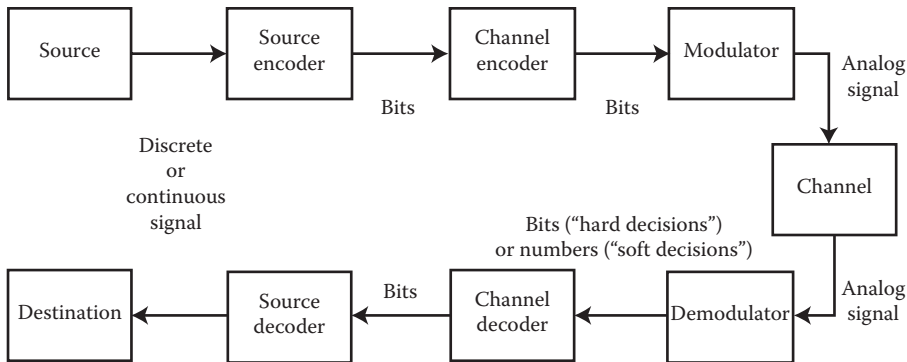 Source
Source
encoder
Channel
encoder
Modulator
Analog
signal
Bits
Bits
Discrete
or
continuous
signal
Channel
Bits (“hard decisions”)
or numbers (“soft decisions”)
Destination
Source
decoder
Bits
Channel
decoder
Demodulator
Analog
signal